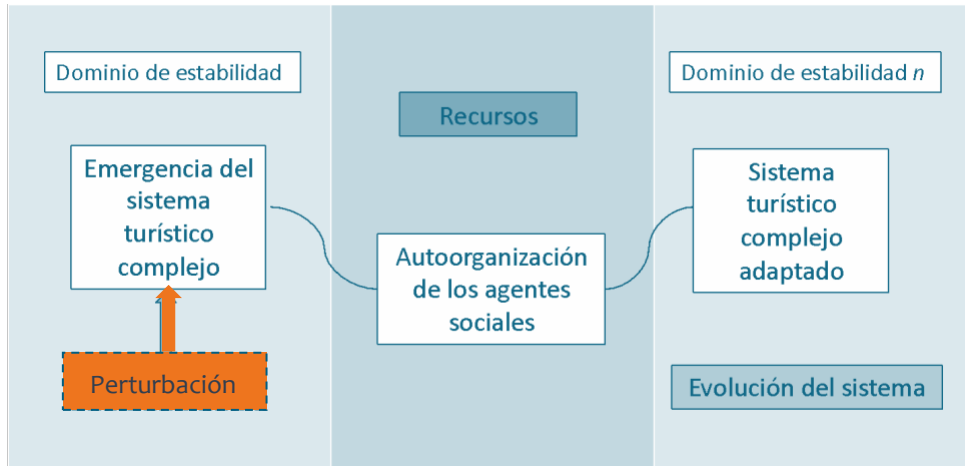 Dominio de estabilidad
Emergencia del
sistema
turístico
complejo
Perturbación
Recursos
Autoorganización
de los agentes
sociales
Dominio de estabilidad n
Sistema
turístico
complejo
adaptado
Evolución del sistema